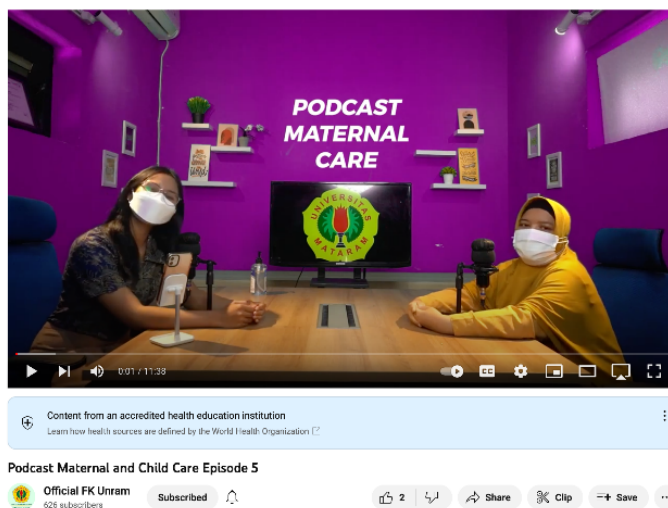 PODCAST
MATERNAL
CARE
UNIVERSITAS
MATARAM
0:01 / 11:38
CC
Content from an accredited health education institution
Learn how health sources are defined by the World Health Organization
Podcast Maternal and Child Care Episode 5
Official FK Unram
626 subscribers
Subscribed
2
Share
Clip
Save